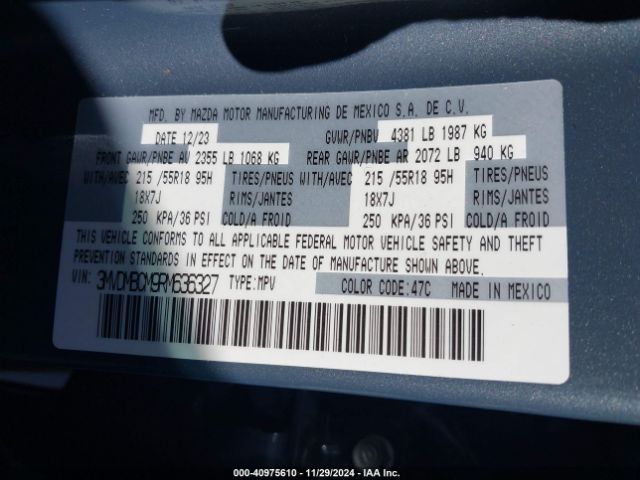 MFD. BY MAZDA MOTOR MANUFACTURING DE MEXICO S.A. DE C.V.
DATE 12/23 GVWR/PNBV 4381 LB 1987 KG
FRONT GAWR/PNBE AV 2355 LB 1068 KG REAR GAWR/PNBE AR 2072 LB 940 KG
WITH/AVEC 215 /55R18 95H TIRES/PNEUS WITH/AVEC 215 /55R18 95H TIRES/PNEUS
18X7J RIMS/JANTES 18X7J RIMS/JANTES
250 KPA/36 PSI COLD/A FROID 250 KPA/36 PSI COLD/A FROID
THIS VEHICLE CONFORMS TO ALL APPLICABLE FEDERAL MOTOR VEHICLE SAFETY AND THEFT
PREVENTION STANDARDS IN EFFECT ON THE DATE OF MANUFACTURE SHOWN ABOVE.
VIN: 3MVDMBCM9RM636327 TYPE:MPV COLOR CODE:47C MADE IN MEXICO
000-40975610 - 11/29/2024 - IAA Inc.